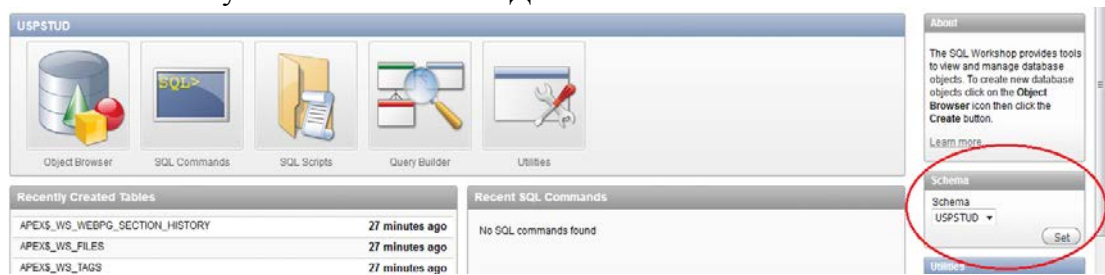 USPSTUD
SQL>
Object Browser
SQL Commands
SQL Scripts
Query Builder
Utilities
Recently Created Tables
APEX$_WS_WEBPG_SECTION_HISTORY 27 minutes ago
APEX$_WS_FILES 27 minutes ago
APEX$_WS_TAGS 27 minutes ago
Recent SQL Commands
No SQL commands found
About
The SQL Workshop provides tools
to view and manage database
objects. To create new database
objects click on the Object
Browser icon then click the
Create button.
Learn more...
Schema
Schema
USPSTUD
Set
Utilities